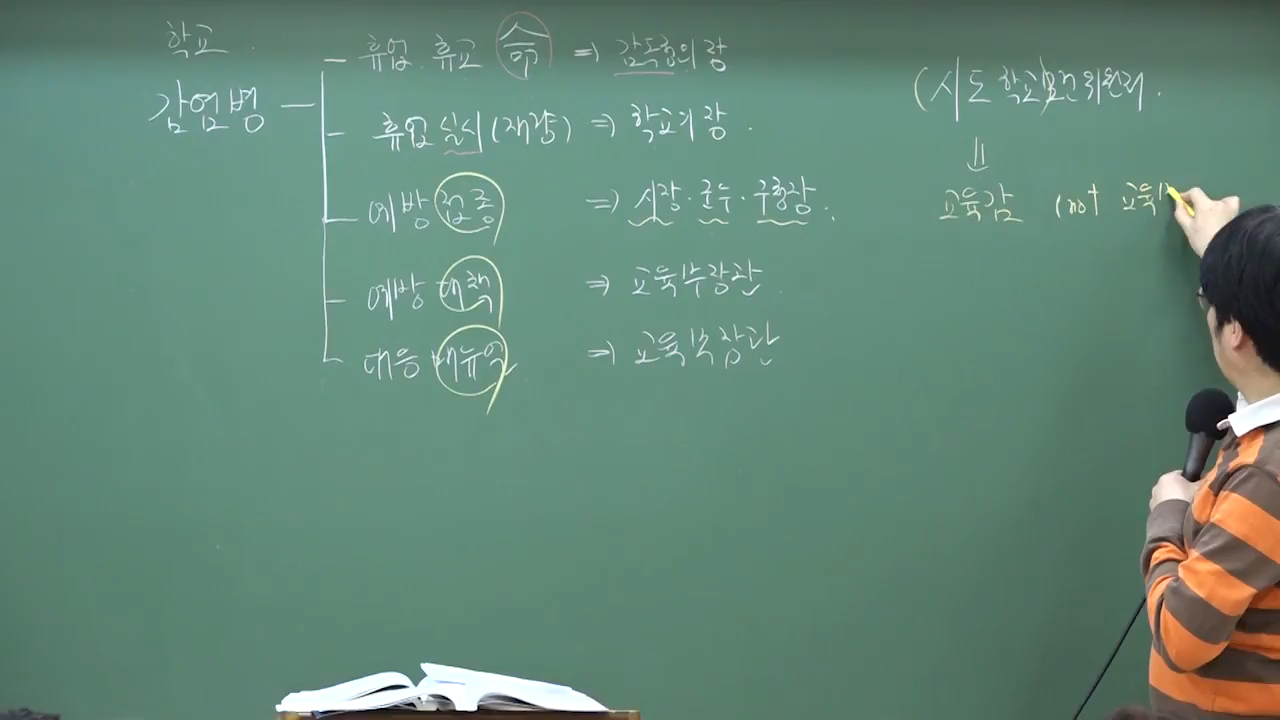 학교
감염병
휴업 휴교 命 ⇒ 감독청의 장
휴업 실시 (재량) ⇒ 학교의 장.
예방 접종 ⇒ 시장·군수·구청장.
예방 대책 ⇒ 교육부장관
대응 매뉴얼 ⇒ 교육부장관
(시도 학교보건위원회.
⇓
교육감 (not 교육부